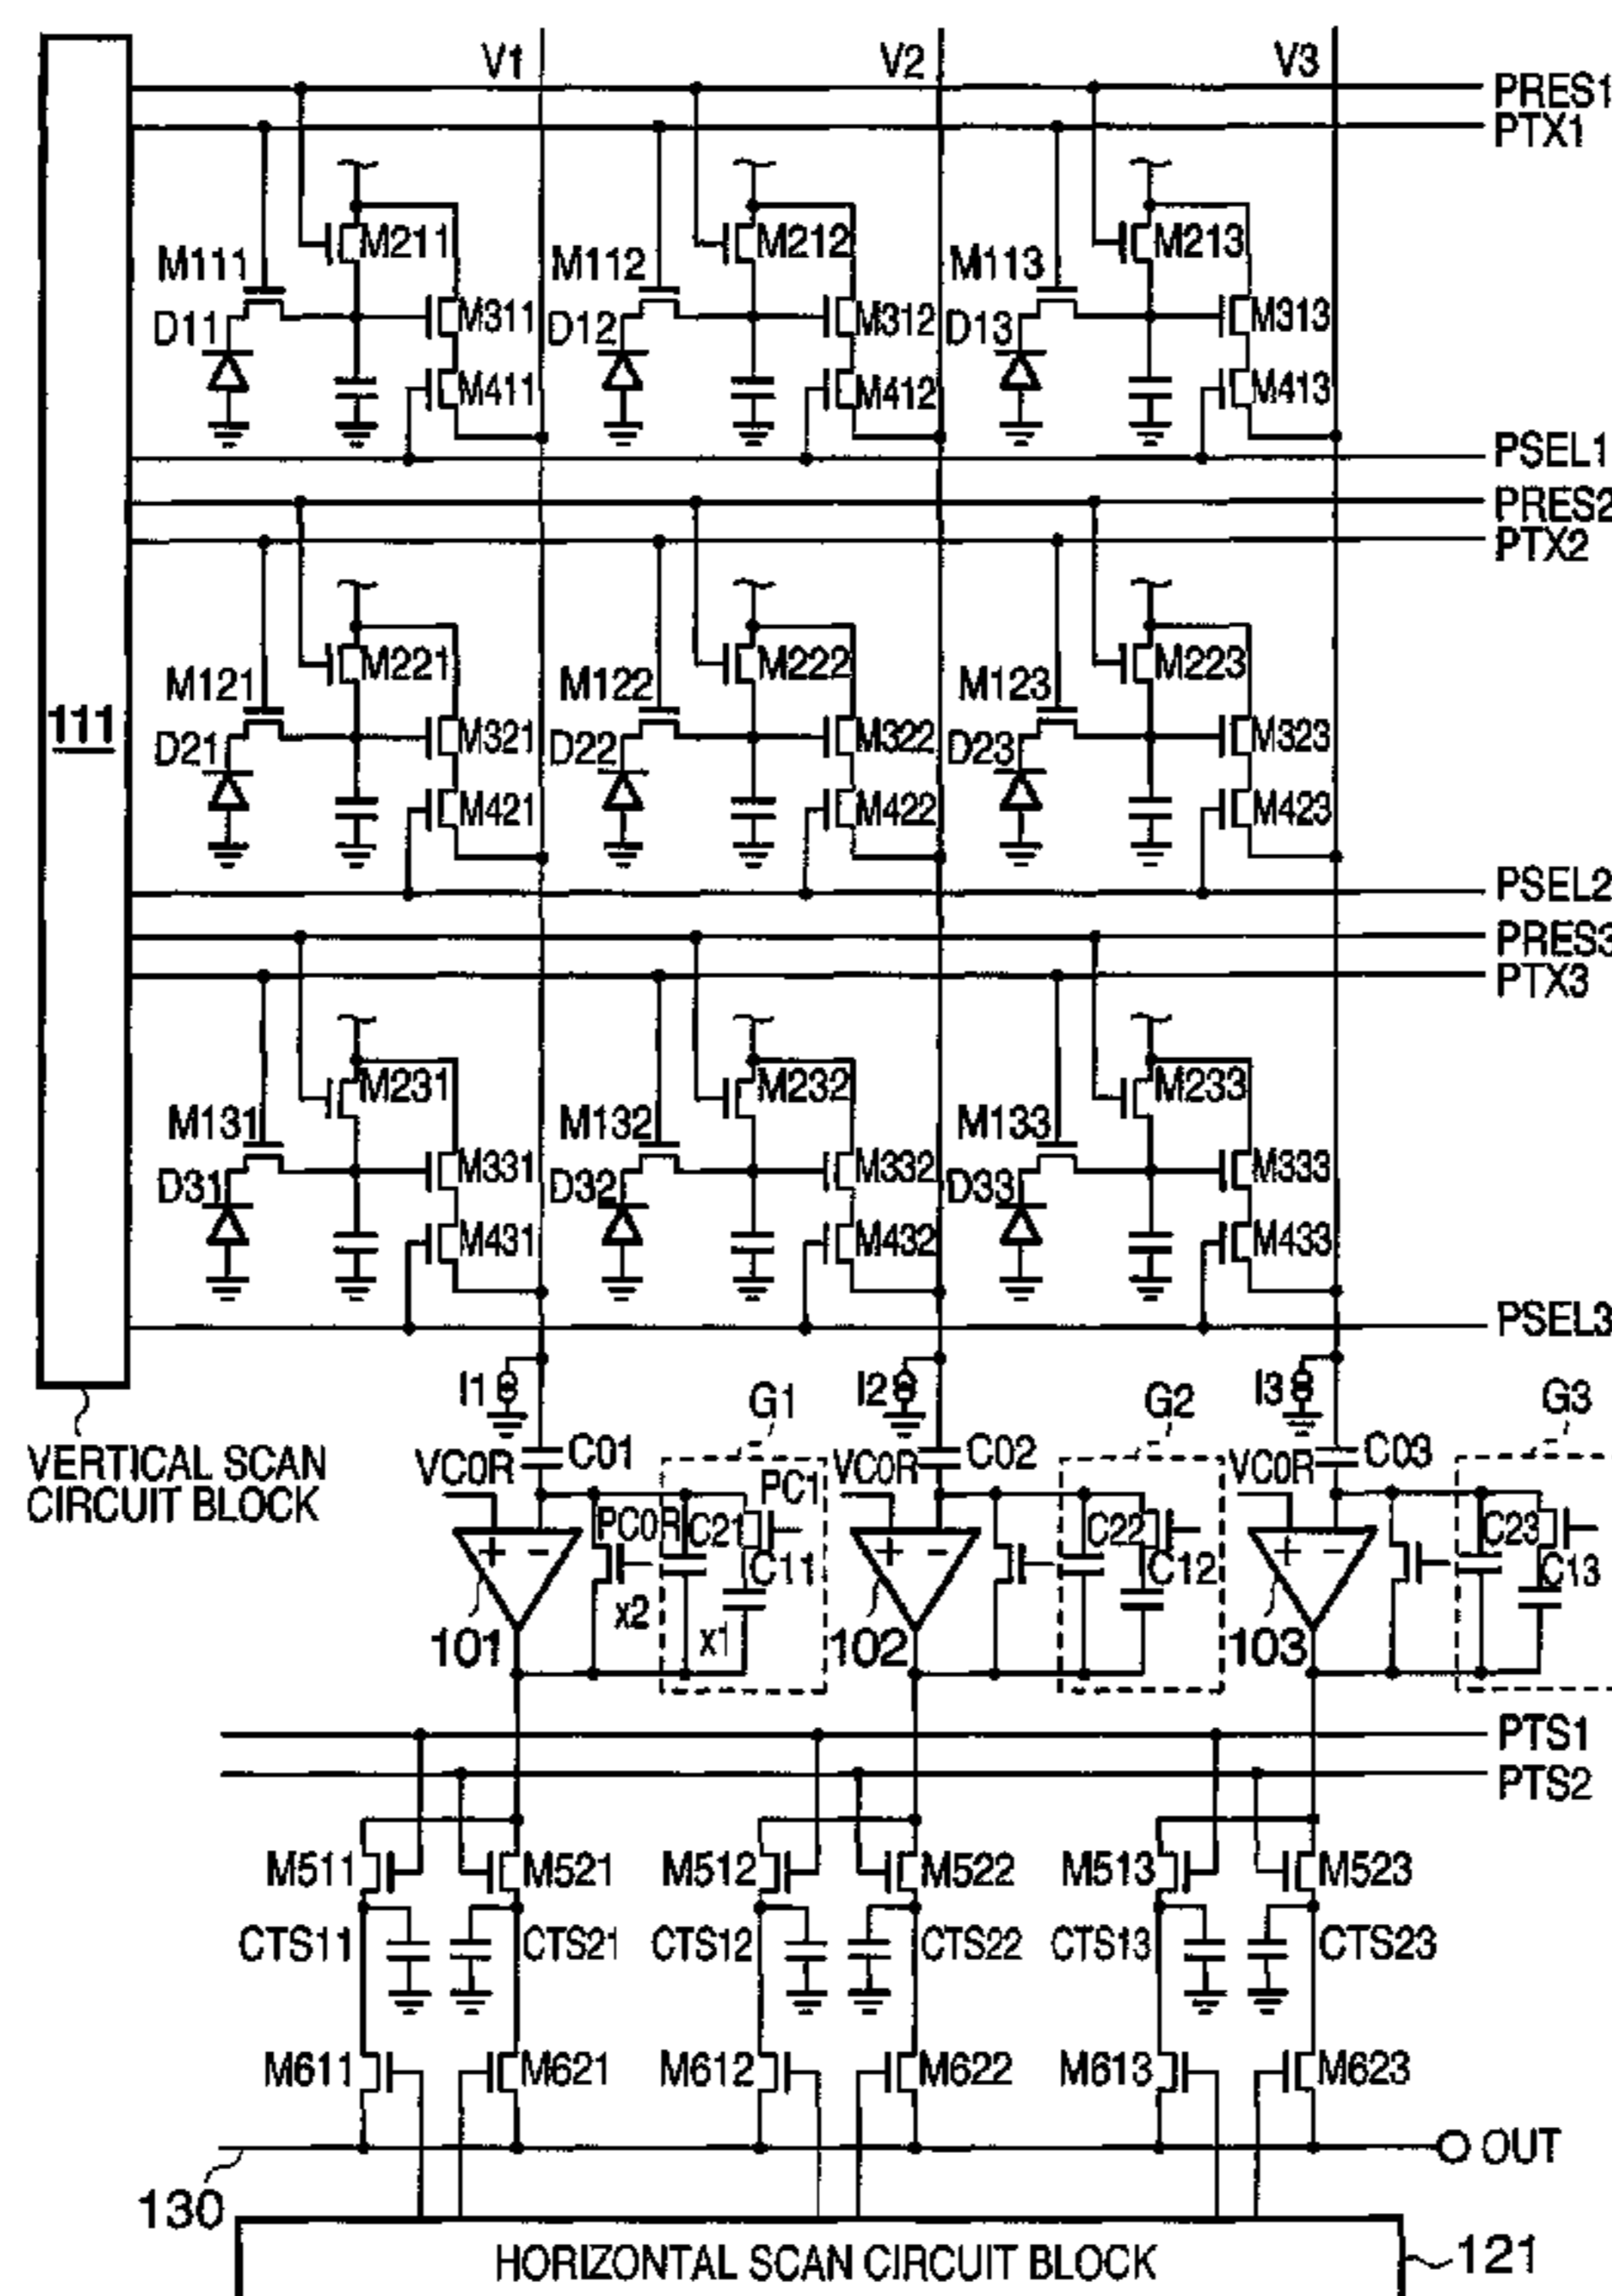 V1 V2 V3
PRES1
PTX1
M211 M212 M213
M111 M112 M113
D11 M311 D12 M312 D13 M313
M411 M412 M413
PSEL1
PRES2
PTX2
M221 M222 M223
M121 M122 M123
111
D21 M321 D22 M322 D23 M323
M421 M422 M423
PSEL2
PRES3
PTX3
M231 M232 M233
M131 M132 M133
D31 M331 D32 M332 D33 M333
M431 M432 M433
PSEL3
I1 G1 I2 G2 I3 G3
VERTICAL SCAN
CIRCUIT BLOCK
VC0R C01 VC0R C02 VC0R C03
PC1
PC0R C21 C22 C23
+ - C11 + - C12 + - C13
x2
101 x1 102 103
PTS1
PTS2
M511 M521 M512 M522 M513 M523
CTS11 CTS21 CTS12 CTS22 CTS13 CTS23
M611 M621 M612 M622 M613 M623
OUT
130
HORIZONTAL SCAN CIRCUIT BLOCK 121